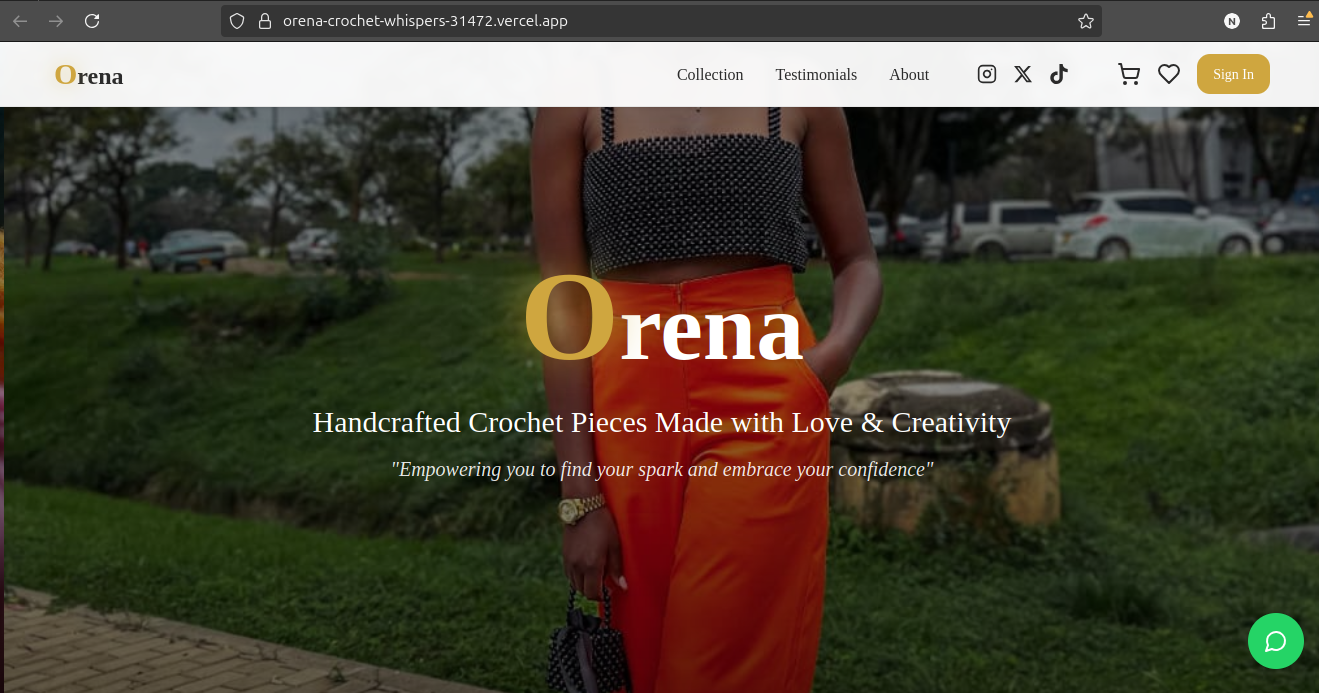 orena-crochet-whispers-31472.vercel.app
N
Orena
Collection
Testimonials
About
Sign In
Orena
Handcrafted Crochet Pieces Made with Love & Creativity
"Empowering you to find your spark and embrace your confidence"